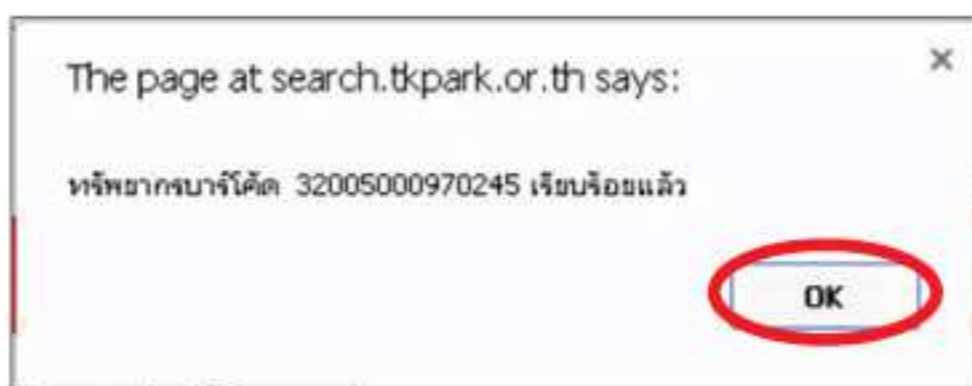 The page at search.tkpark.or.th says:
ทรัพยากรบาร์โค้ด 32005000970245 เรียบร้อยแล้ว
OK